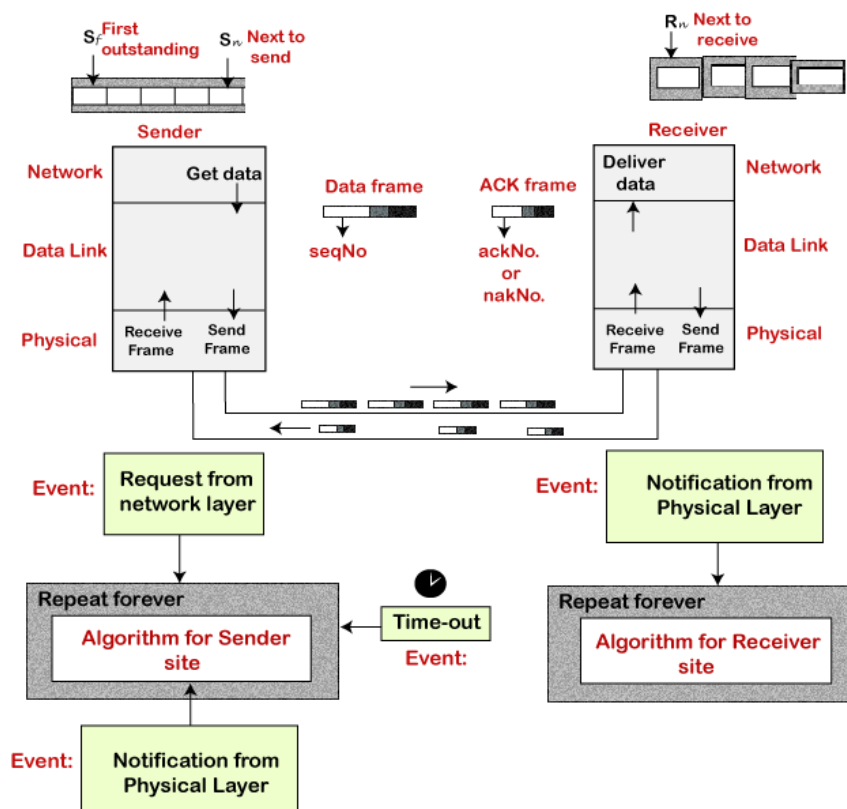 Sf First
outstanding
Sn Next to
send
Rn Next to
receive
Sender
Receiver
Network
Get data
Data frame
ACK frame
Deliver
data
Network
Data Link
seqNo
ackNo.
or
nakNo.
Data Link
Physical
Receive
Frame
Send
Frame
Receive
Frame
Send
Frame
Physical
Event:
Request from
network layer
Event:
Notification from
Physical Layer
Repeat forever
Algorithm for Sender
site
Time-out
Event:
Repeat forever
Algorithm for Receiver
site
Event:
Notification from
Physical Layer